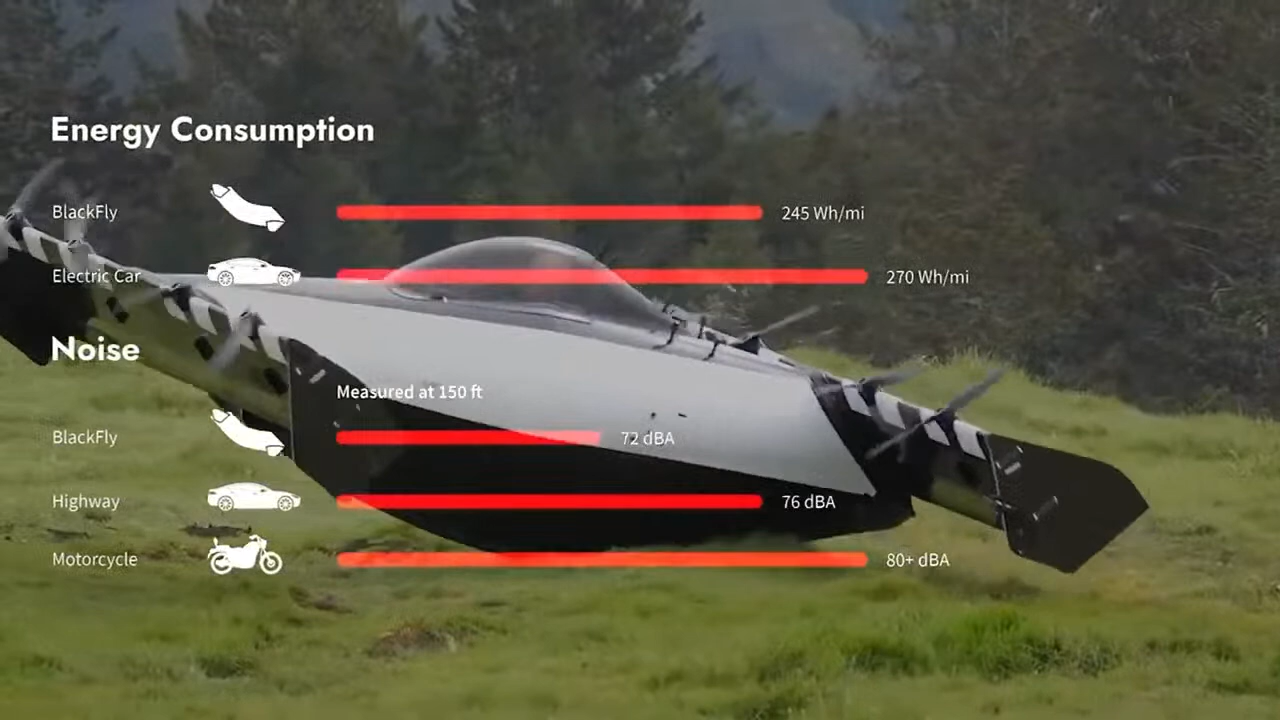 Energy Consumption
BlackFly 245 Wh/mi
Electric Car 270 Wh/mi
Noise
Measured at 150 ft
BlackFly 72 dBA
Highway 76 dBA
Motorcycle 80+ dBA